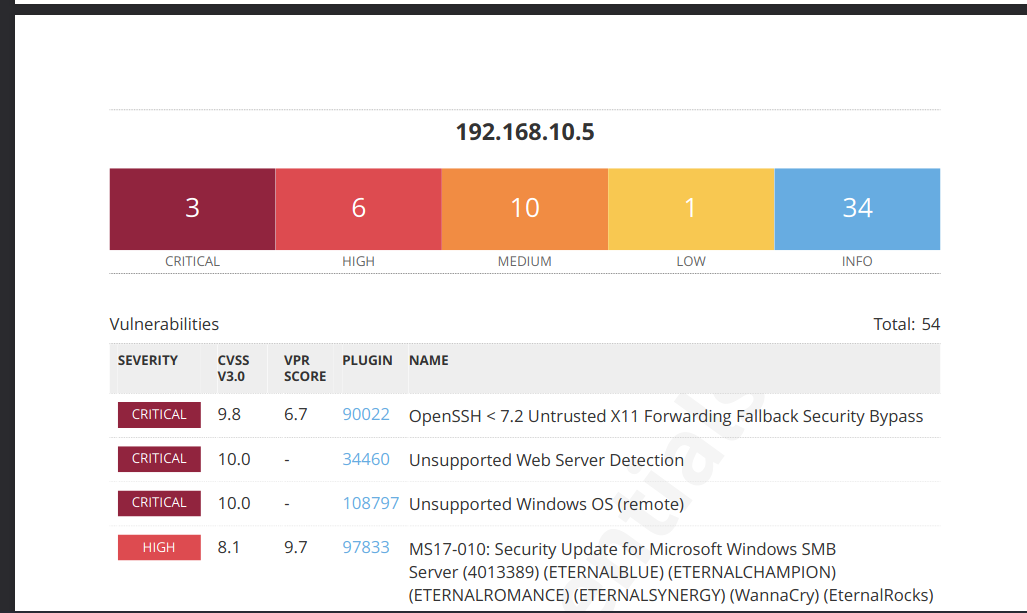 192.168.10.5
3 6 10 1 34
CRITICAL HIGH MEDIUM LOW INFO
Vulnerabilities Total: 54
SEVERITY CVSS V3.0 VPR SCORE PLUGIN NAME
CRITICAL 9.8 6.7 90022 OpenSSH < 7.2 Untrusted X11 Forwarding Fallback Security Bypass
CRITICAL 10.0 - 34460 Unsupported Web Server Detection
CRITICAL 10.0 - 108797 Unsupported Windows OS (remote)
HIGH 8.1 9.7 97833 MS17-010: Security Update for Microsoft Windows SMB
Server (4013389) (ETERNALBLUE) (ETERNALCHAMPION)
(ETERNALROMANCE) (ETERNALSYNERGY) (WannaCry) (EternalRocks)